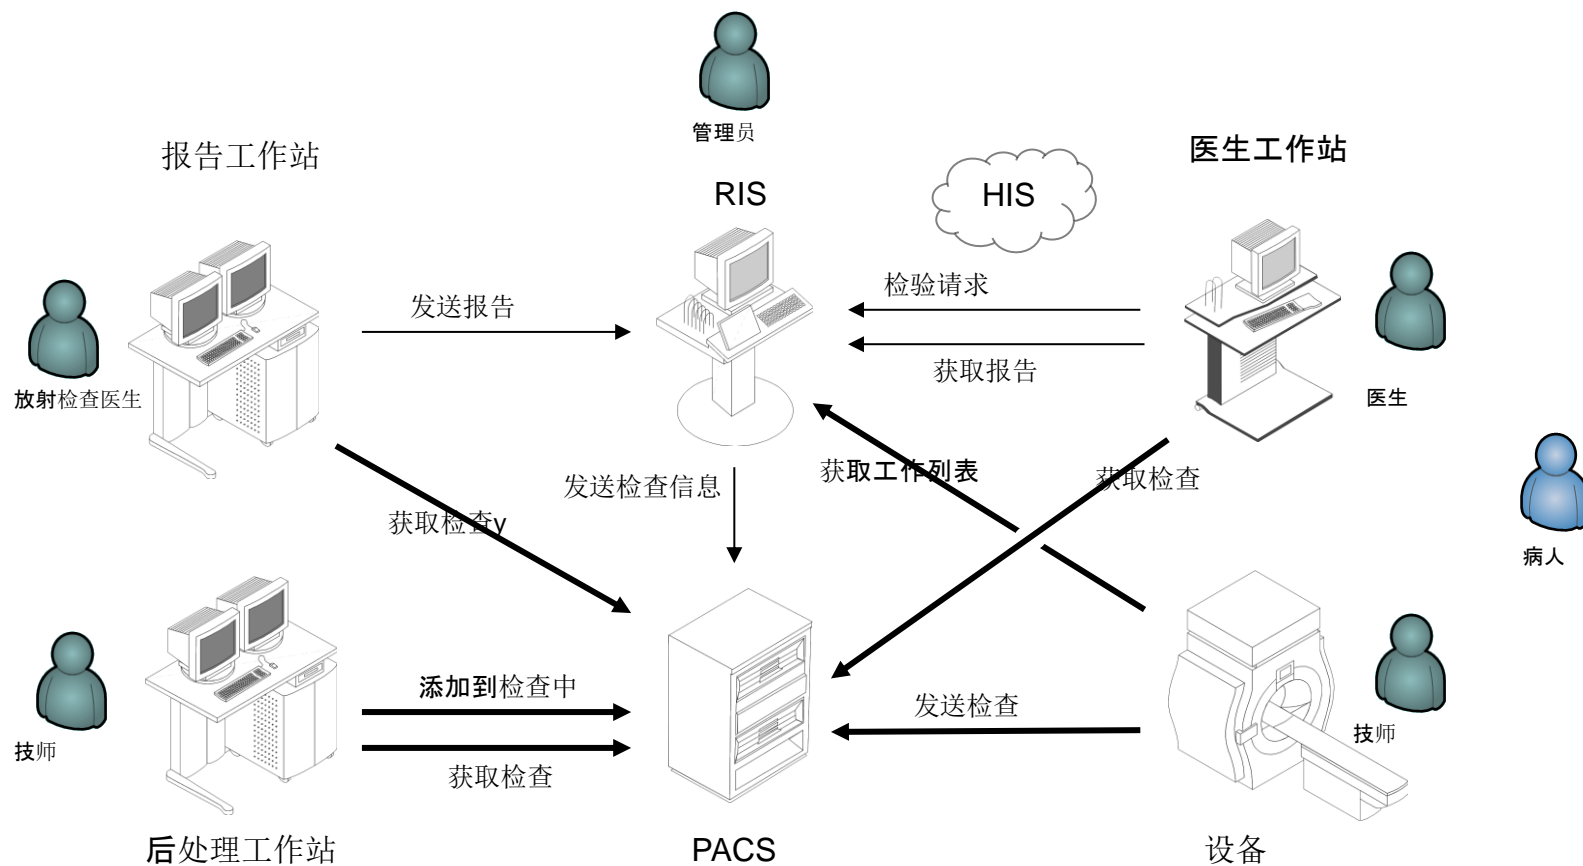 管理员
报告工作站
医生工作站
RIS
HIS
检验请求
发送报告
获取报告
放射检查医生
医生
获取工作列表
获取检查
发送检查信息
获取检查y
病人
添加到检查中
发送检查
技师
技师
获取检查
后处理工作站
PACS
设备